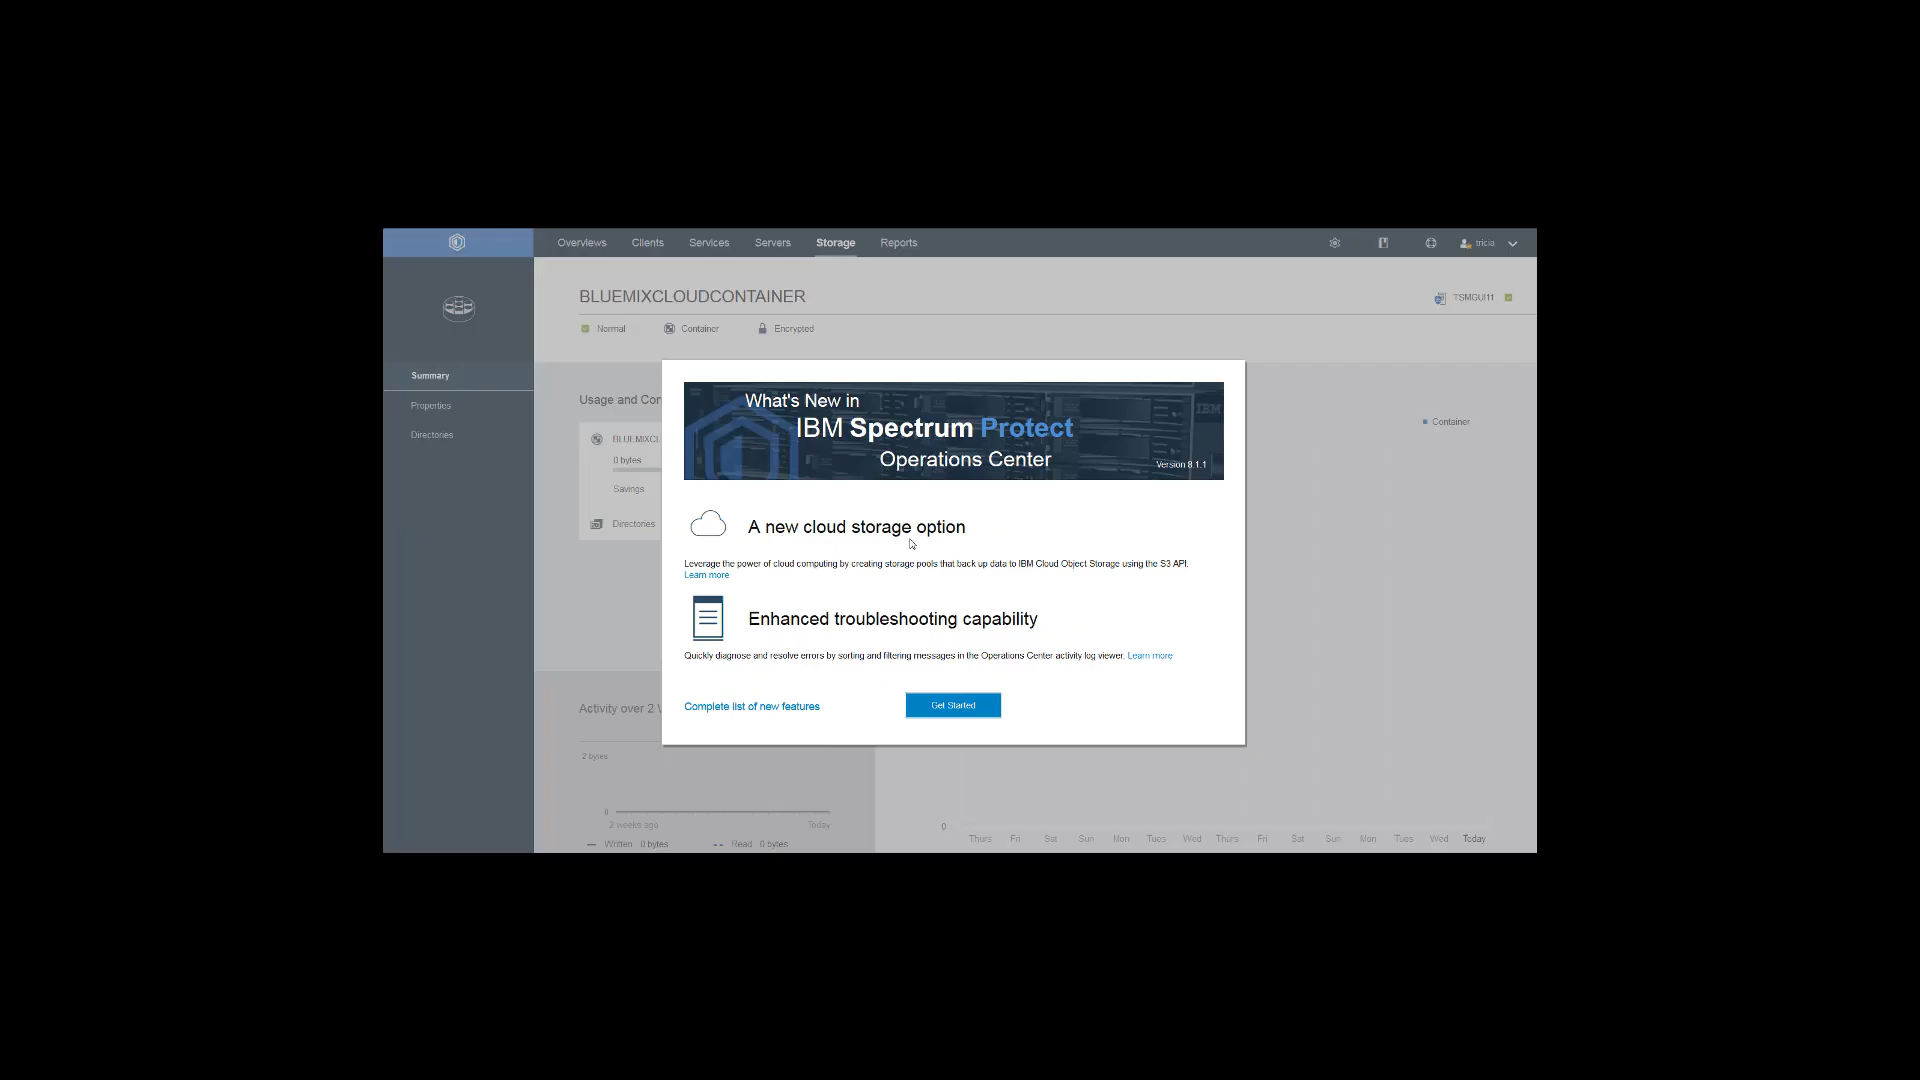 Overviews Clients Services Servers Storage Reports tricia
BLUEMIXCLOUDCONTAINER
TSMGUI11
Normal Container Encrypted
Summary
Properties
Directories
Usage and Con
Container
BLUEMIXCL
0 bytes
Savings
Directories
What's New in
IBM Spectrum Protect
Operations Center
Version 8.1.1
IBM
A new cloud storage option
Leverage the power of cloud computing by creating storage pools that back up data to IBM Cloud Object Storage using the S3 API.
Learn more
Enhanced troubleshooting capability
Quickly diagnose and resolve errors by sorting and filtering messages in the Operations Center activity log viewer. Learn more
Complete list of new features
Get Started
Activity over 2 W
2 bytes
0
2 weeks ago Today
Written 0 bytes Read 0 bytes
0
Thurs Fri Sat Sun Mon Tues Wed Thurs Fri Sat Sun Mon Tues Wed Today